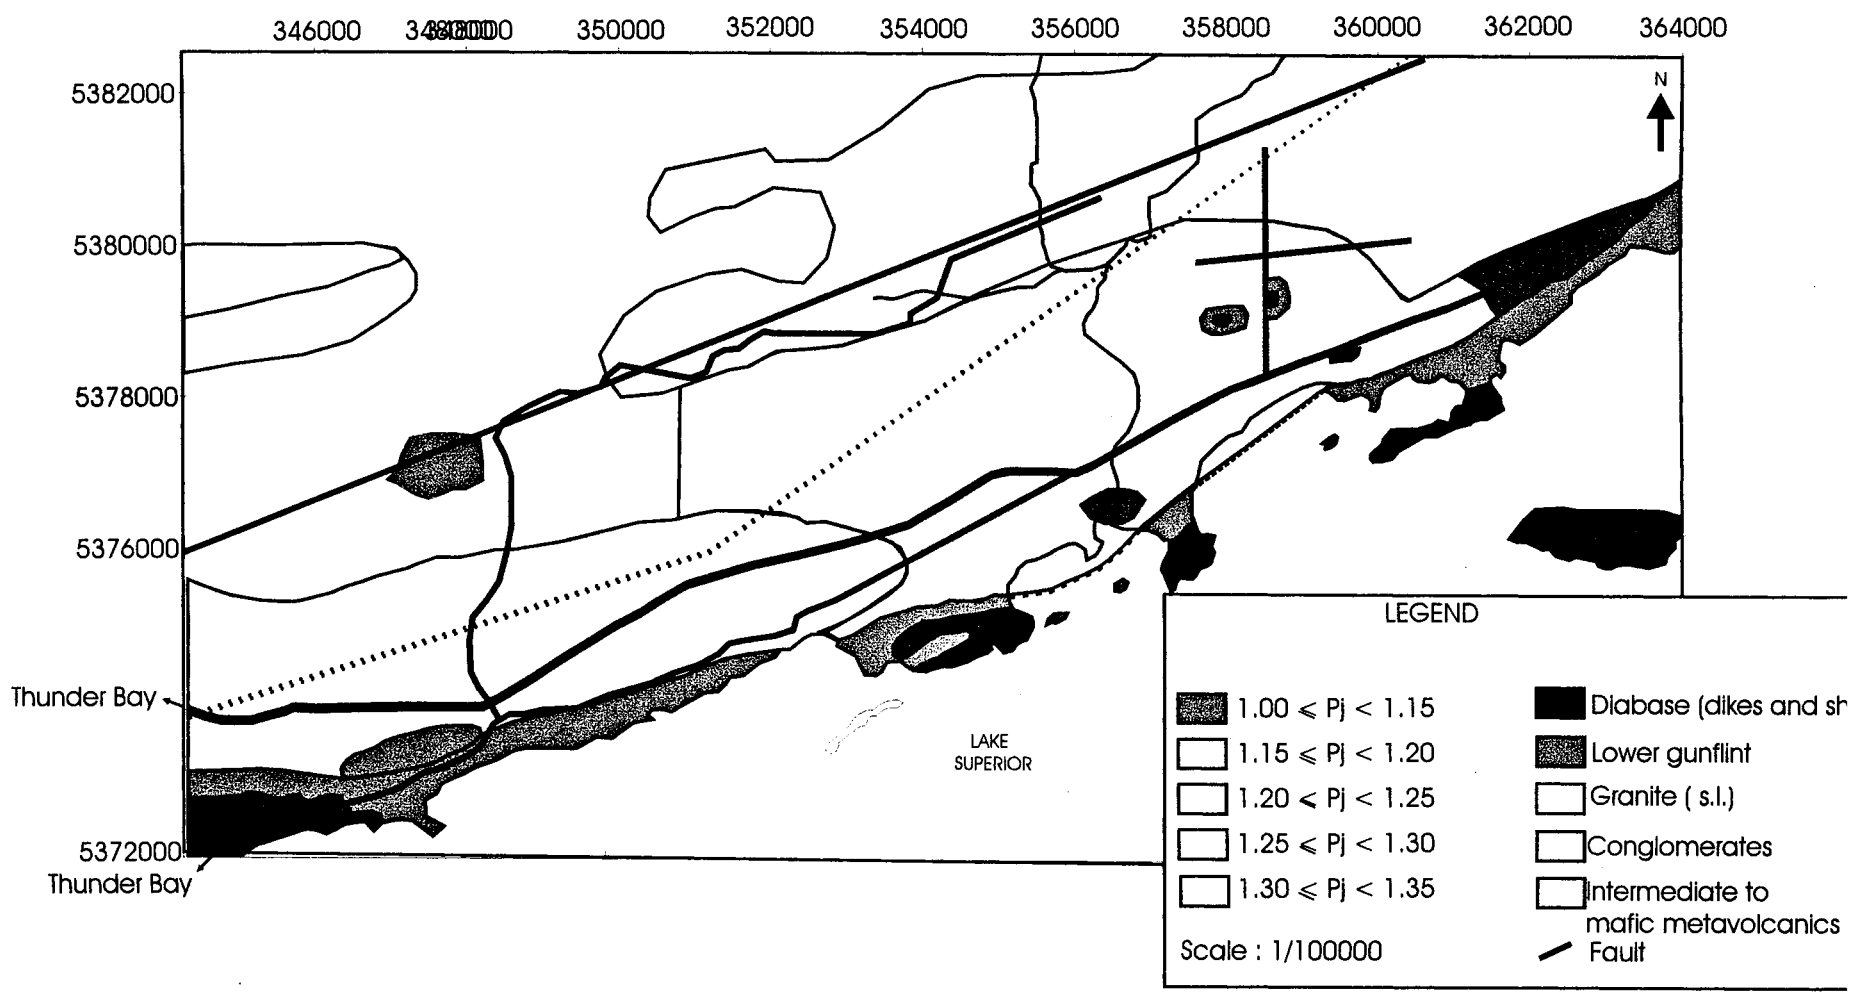 346000 348000 350000 352000 354000 356000 358000 360000 362000 364000
N
5382000
5380000
5378000
5376000
Thunder Bay
LAKE
SUPERIOR
5372000
Thunder Bay
LEGEND
1.00 ⩽ Pj < 1.15
1.15 ⩽ Pj < 1.20
1.20 ⩽ Pj < 1.25
1.25 ⩽ Pj < 1.30
1.30 ⩽ Pj < 1.35
Scale : 1/100000
Diabase (dikes and sh
Lower gunflint
Granite ( s.l.)
Conglomerates
Intermediate to
mafic metavolcanics
Fault